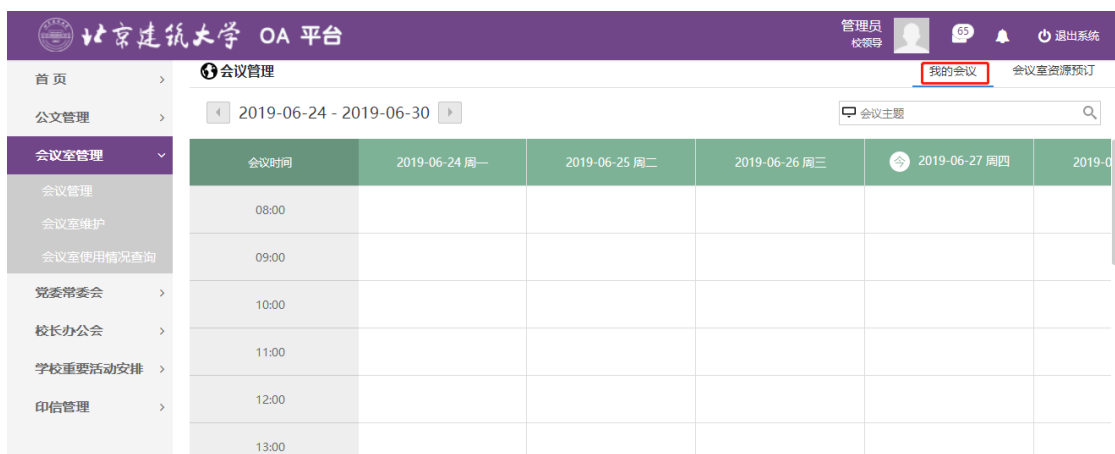 北京建筑大学 OA 平台
管理员
校领导
65
退出系统
首页
公文管理
会议室管理
会议管理
会议室维护
会议室使用情况查询
党委常委会
校长办公会
学校重要活动安排
印信管理
会议管理
我的会议
会议室资源预订
2019-06-24 - 2019-06-30
会议主题
会议时间 2019-06-24 周一 2019-06-25 周二 2019-06-26 周三 今 2019-06-27 周四 2019-0
08:00
09:00
10:00
11:00
12:00
13:00